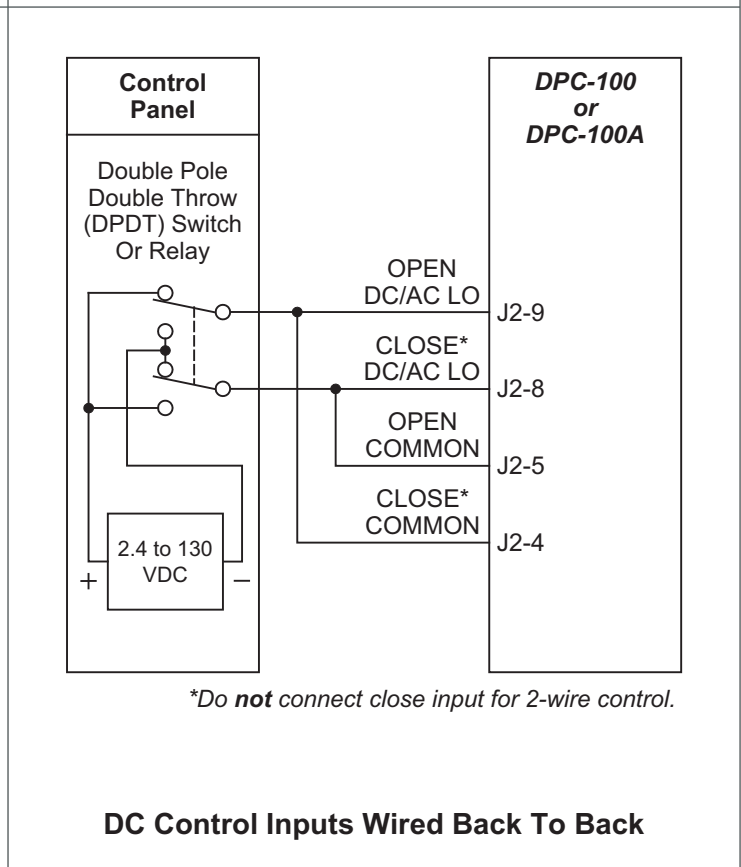 Control
Panel
DPC-100
or
DPC-100A
Double Pole
Double Throw
(DPDT) Switch
Or Relay
OPEN
DC/AC LO
J2-9
CLOSE*
DC/AC LO
J2-8
OPEN
COMMON
J2-5
CLOSE*
COMMON
J2-4
2.4 to 130
VDC
+
–
*Do not connect close input for 2-wire control.
DC Control Inputs Wired Back To Back